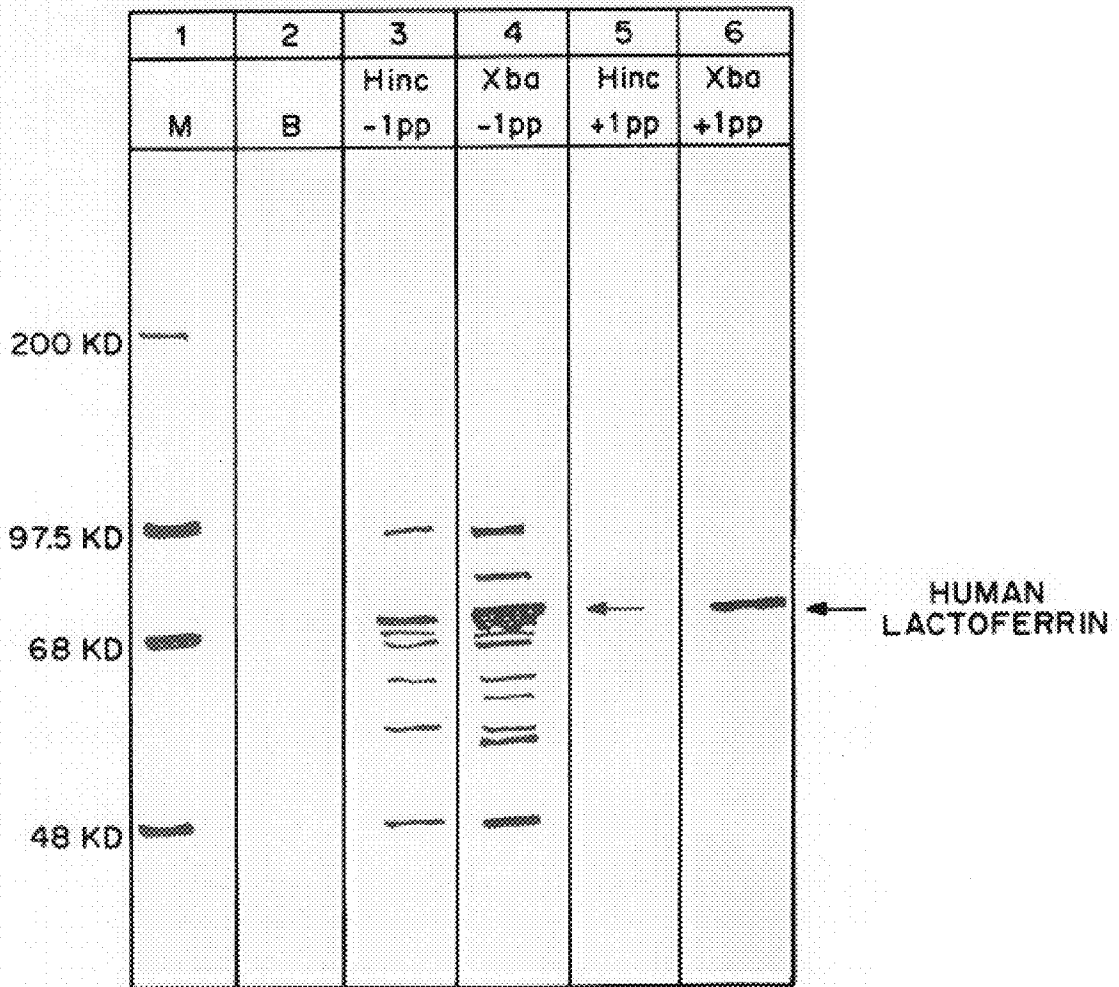 1 2 3 4 5 6
Hinc Xba Hinc Xba
M B -1pp -1pp +1pp +1pp
200 KD
97.5 KD
68 KD
48 KD
HUMAN
LACTOFERRIN